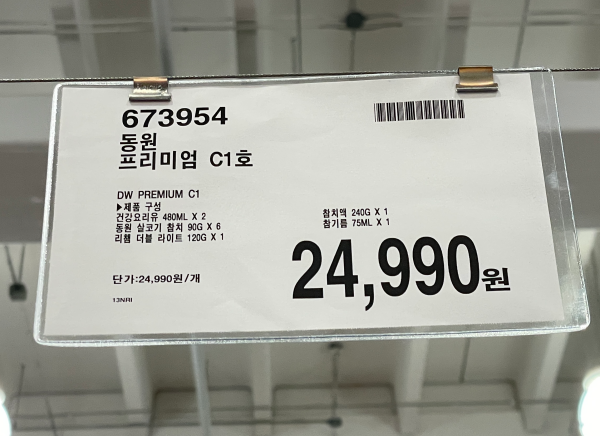 673954
동원
프리미엄 C1호
DW PREMIUM C1
▶제품 구성
건강요리유 480ML X 2
동원 실코기 참치 90G X 6
리챔 더블 라이트 120G X 1
참치액 240G X 1
참기름 75ML X 1
단가:24,990원/개
24,990원
13NRI